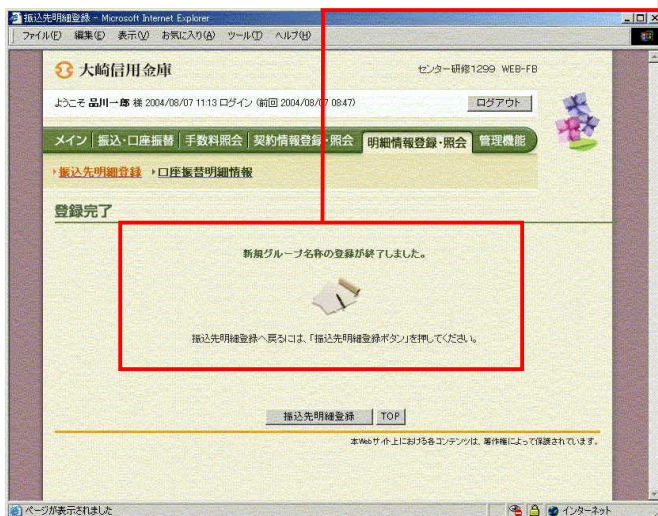 振込先明細登録 - Microsoft Internet Explorer
ファイル(F) 編集(E) 表示(V) お気に入り(A) ツール(T) ヘルプ(H)
大崎信用金庫
センター研修1299 WEB-FB
ようこそ 品川一郎 様 2004/08/07 11:13 ログイン (前回 2004/08/07 08:47)
ログアウト
メイン 振込・口座振替 手数料照会 契約情報登録・照会 明細情報登録・照会 管理機能
振込先明細登録 口座振替明細情報
登録完了
新規グループ名称の登録が終了しました。
振込先明細登録へ戻るには、「振込先明細登録ボタン」を押してください。
振込先明細登録 TOP
本Webサイト上における各コンテンツは、著作権によって保護されています。
ページが表示されました
インターネット